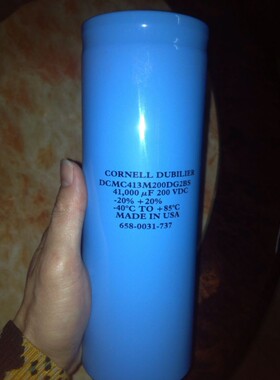 CORNELL DUBILIER
DCMC413M200DG2BS
41,000 µF 200 VDC
-20% +20%
-40°C TO +85°C
MADE IN USA
658-0031-737